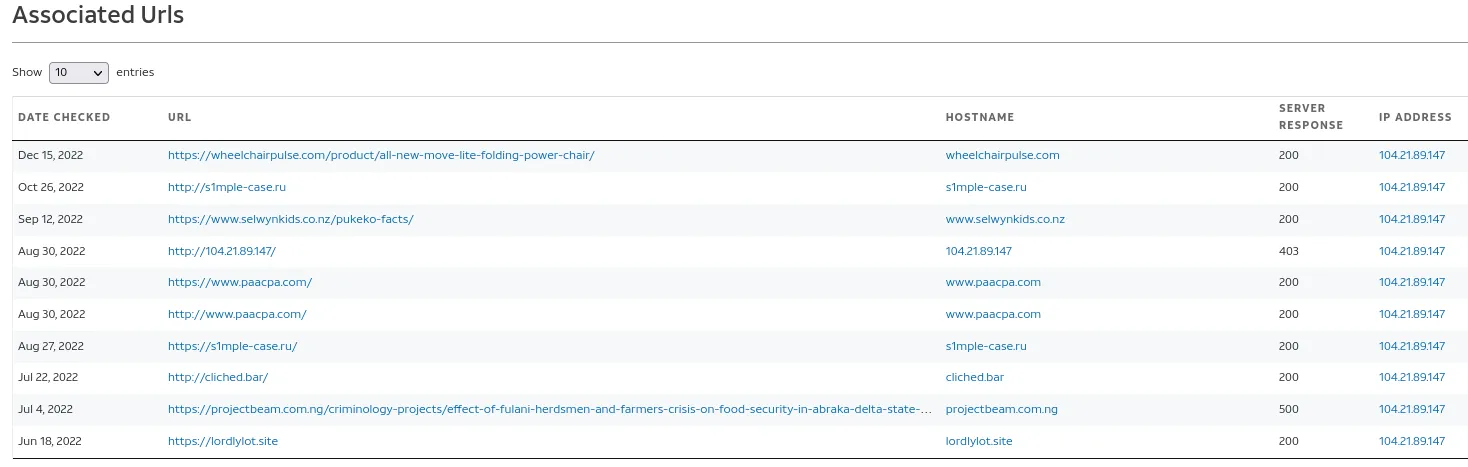 Associated Urls
Show 10 entries
DATE CHECKED URL HOSTNAME SERVER RESPONSE IP ADDRESS
Dec 15, 2022 https://wheelchairpulse.com/product/all-new-move-lite-folding-power-chair/ wheelchairpulse.com 200 104.21.89.147
Oct 26, 2022 http://s1mple-case.ru s1mple-case.ru 200 104.21.89.147
Sep 12, 2022 https://www.selwynkids.co.nz/pukeko-facts/ www.selwynkids.co.nz 200 104.21.89.147
Aug 30, 2022 http://104.21.89.147/ 104.21.89.147 403 104.21.89.147
Aug 30, 2022 https://www.paacpa.com/ www.paacpa.com 200 104.21.89.147
Aug 30, 2022 http://www.paacpa.com/ www.paacpa.com 200 104.21.89.147
Aug 27, 2022 https://s1mple-case.ru/ s1mple-case.ru 200 104.21.89.147
Jul 22, 2022 http://cliched.bar/ cliched.bar 200 104.21.89.147
Jul 4, 2022 https://projectbeam.com.ng/criminology-projects/effect-of-fulani-herdsmen-and-farmers-crisis-on-food-security-in-abraka-delta-state-... projectbeam.com.ng 500 104.21.89.147
Jun 18, 2022 https://lordlylot.site lordlylot.site 200 104.21.89.147